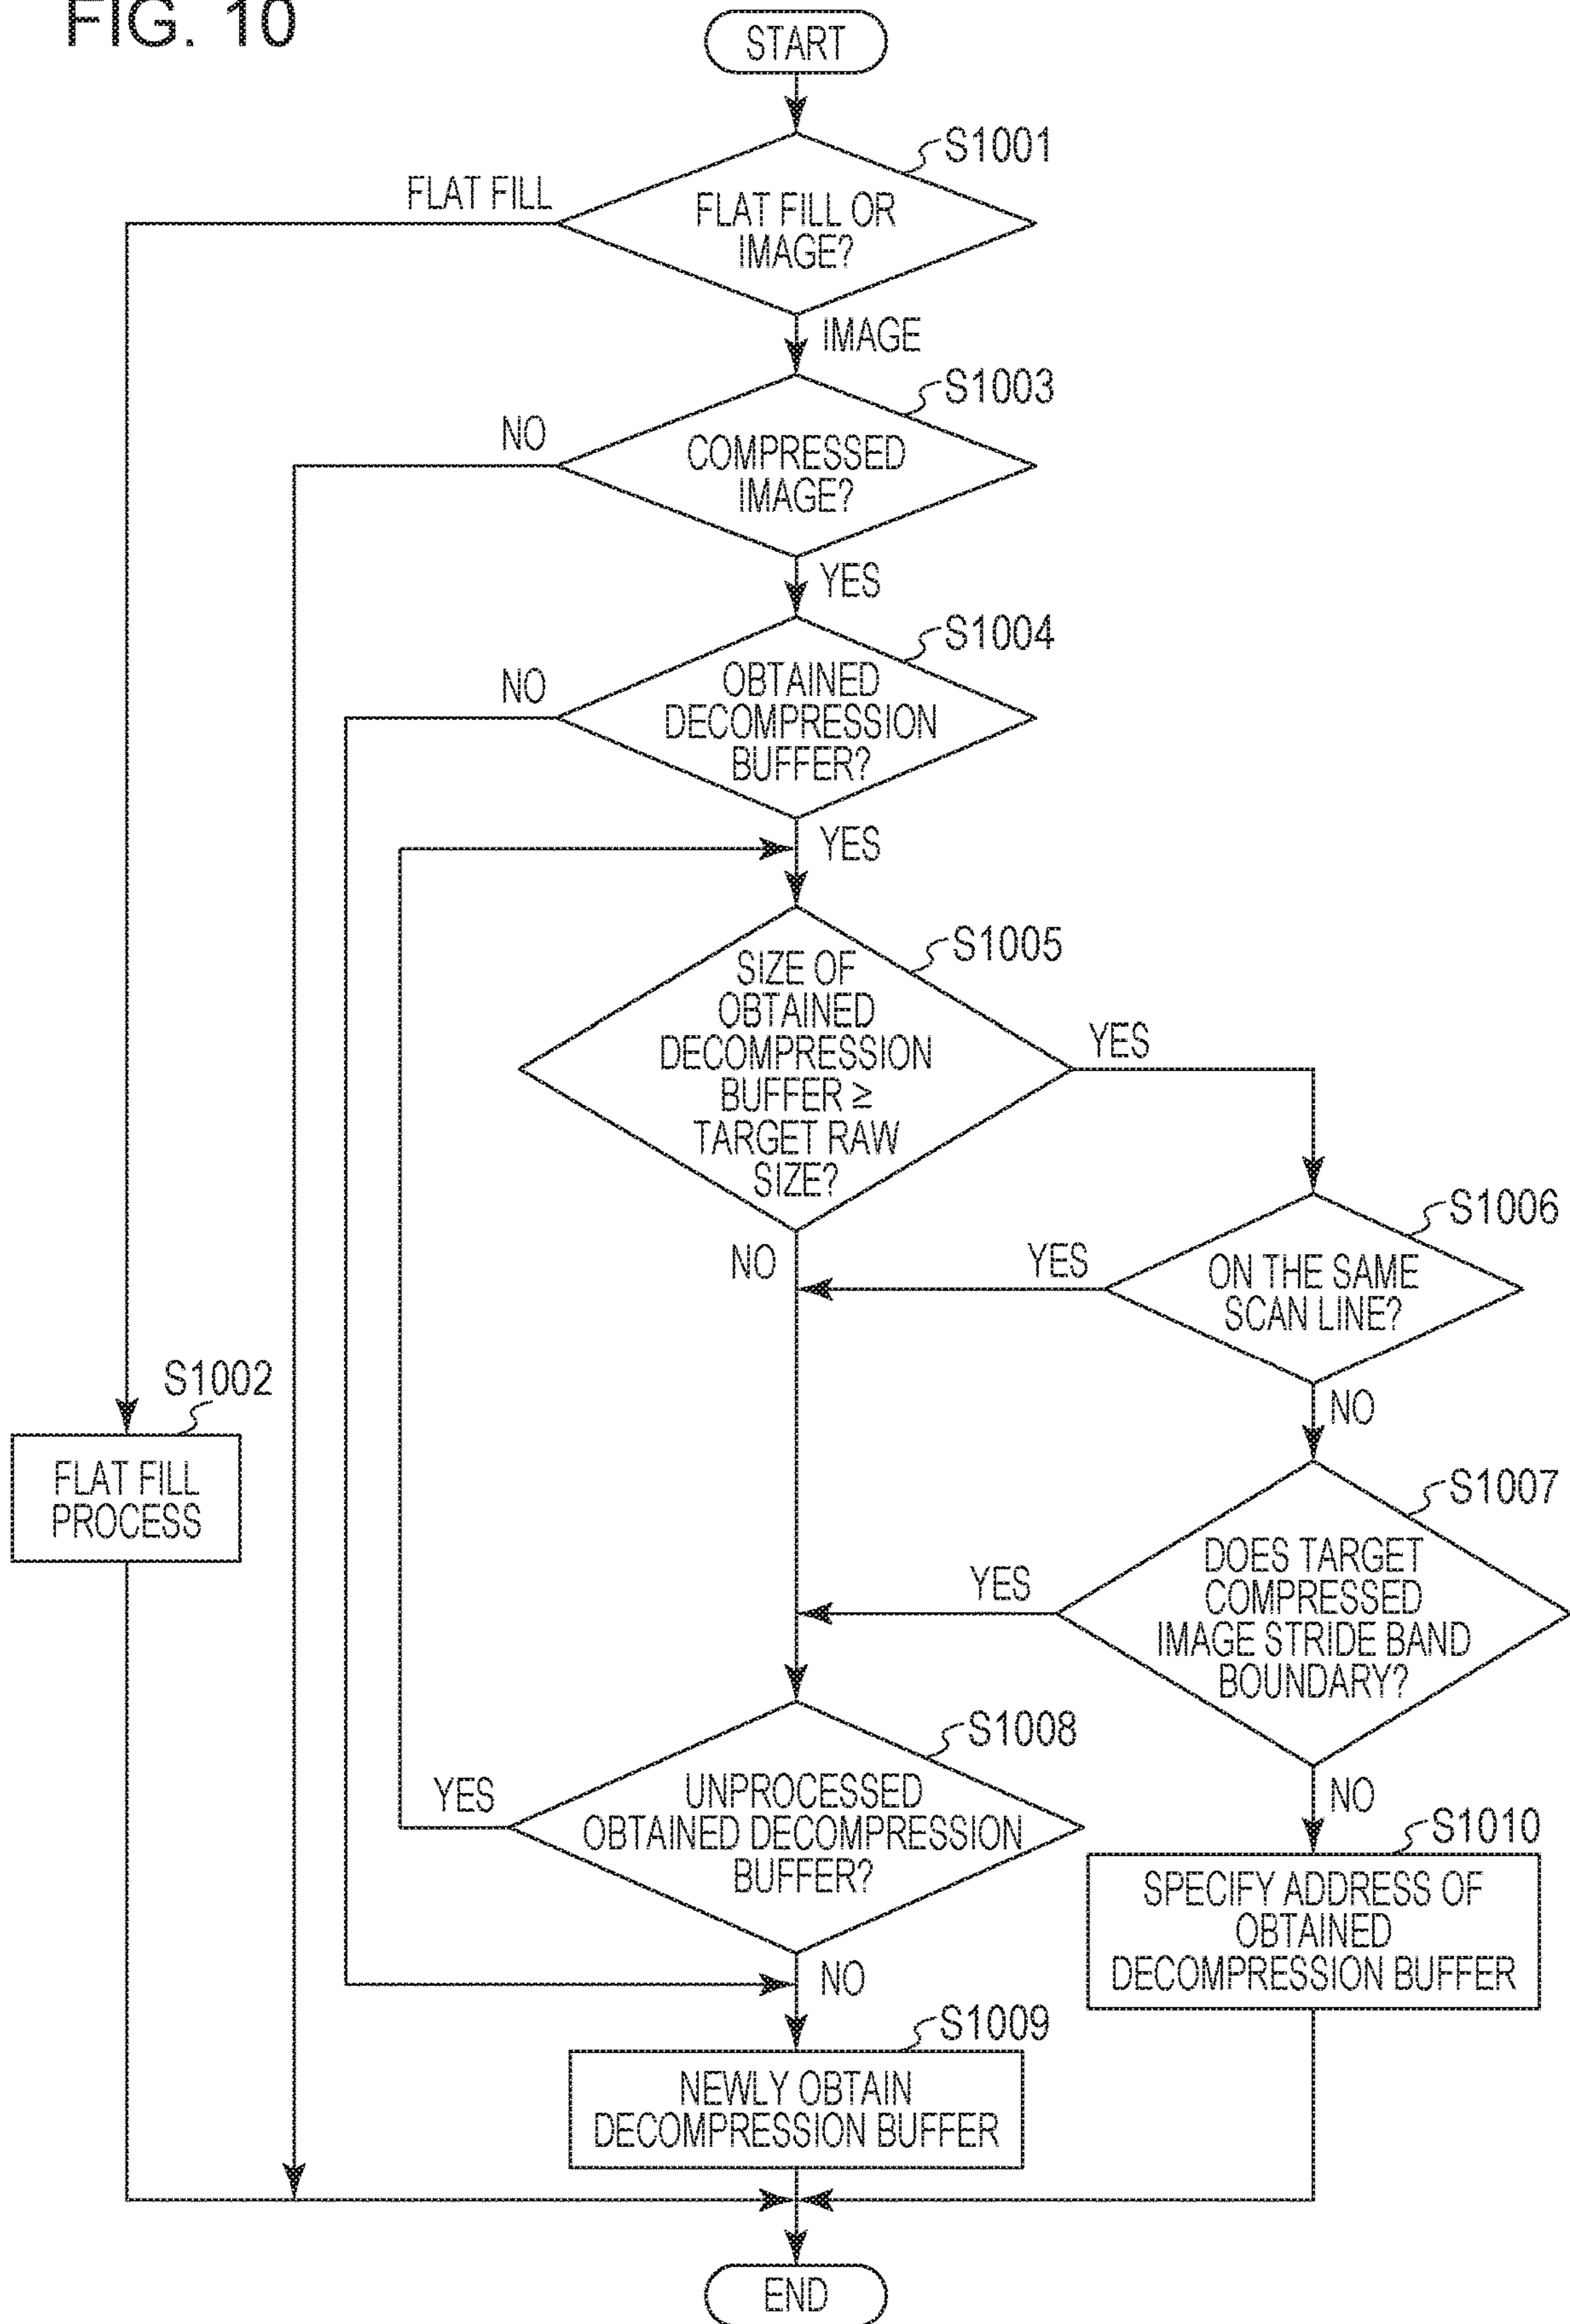 FIG. 10
START
S1001
FLAT FILL
FLAT FILL OR
IMAGE?
IMAGE
S1003
NO
COMPRESSED
IMAGE?
YES
S1004
NO
OBTAINED
DECOMPRESSION
BUFFER?
YES
S1005
SIZE OF
OBTAINED
DECOMPRESSION
BUFFER ≥
TARGET RAW
SIZE?
YES
S1006
NO
YES
ON THE SAME
SCAN LINE?
NO
S1002
FLAT FILL
PROCESS
S1007
YES
DOES TARGET
COMPRESSED
IMAGE STRIDE BAND
BOUNDARY?
S1008
YES
UNPROCESSED
OBTAINED DECOMPRESSION
BUFFER?
NO
S1010
SPECIFY ADDRESS OF
OBTAINED
DECOMPRESSION BUFFER
NO
S1009
NEWLY OBTAIN
DECOMPRESSION BUFFER
END